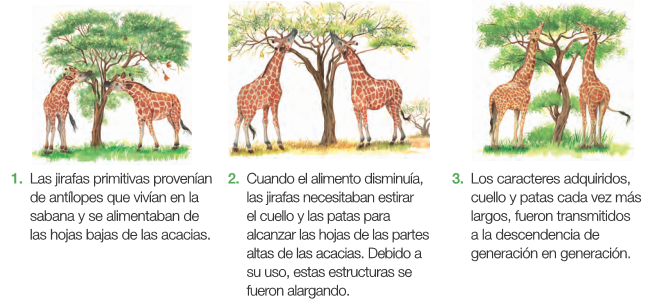 1. Las jirafas primitivas provenían
de antílopes que vivían en la
sabana y se alimentaban de
las hojas bajas de las acacias.
2. Cuando el alimento disminuía,
las jirafas necesitaban estirar
el cuello y las patas para
alcanzar las hojas de las partes
altas de las acacias. Debido a
su uso, estas estructuras se
fueron alargando.
3. Los caracteres adquiridos,
cuello y patas cada vez más
largos, fueron transmitidos
a la descendencia de
generación en generación.